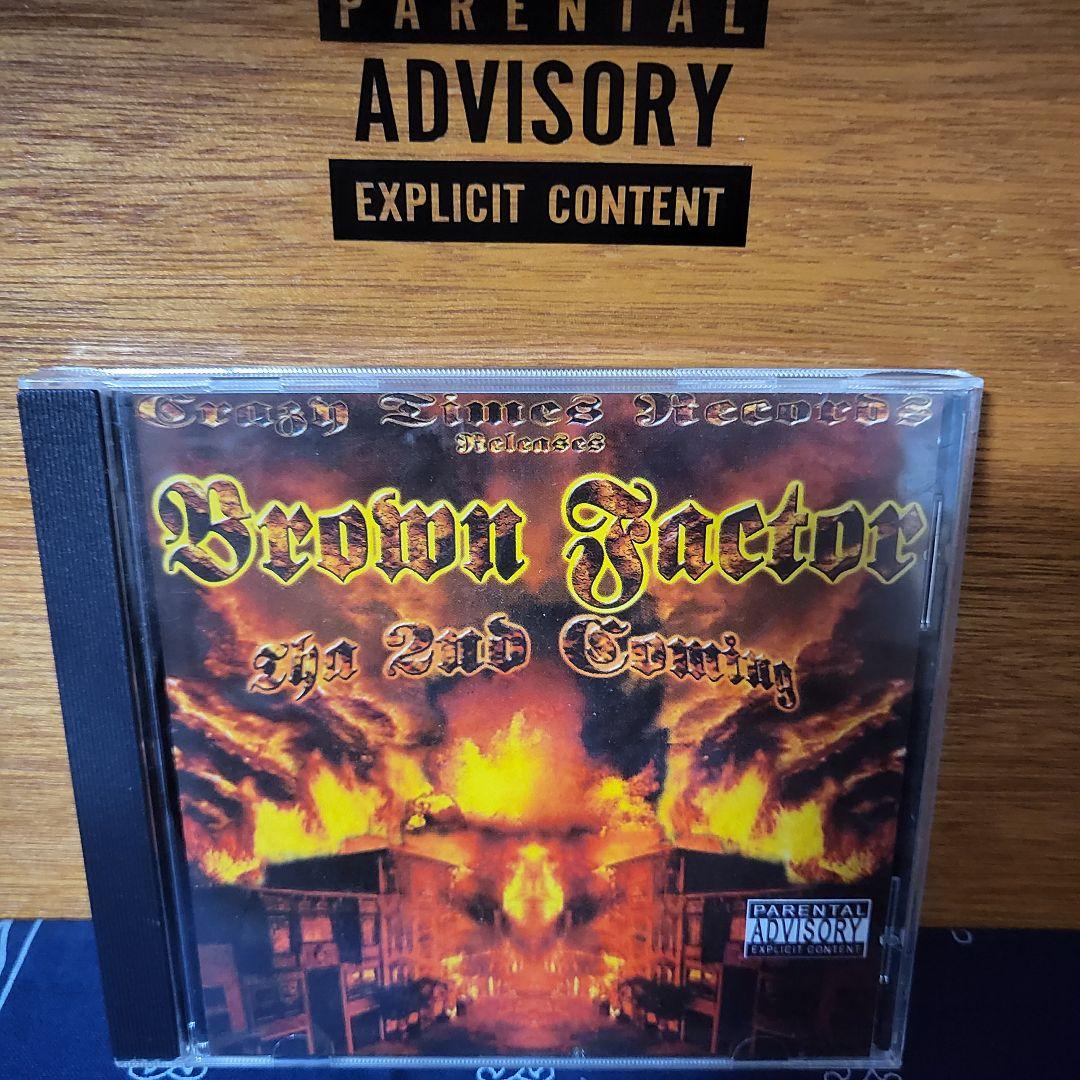 PARENTAL
ADVISORY
EXPLICIT CONTENT
Crazy Times Records
Releases
Brown Factor
Tha 2nd Coming
PARENTAL
ADVISORY
EXPLICIT CONTENT